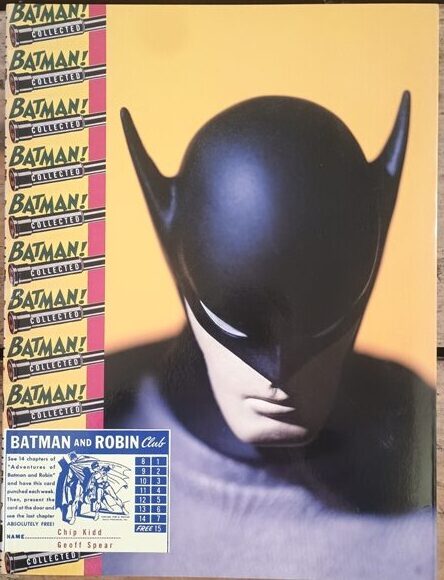 BATMAN!
COLLECTED
BATMAN!
COLLECTED
BATMAN!
COLLECTED
BATMAN!
COLLECTED
BATMAN!
COLLECTED
BATMAN!
COLLECTED
BATMAN!
COLLECTED
BATMAN!
COLLECTED
BATMAN!
COLLECTED
BATMAN AND ROBIN Club
See 14 chapters of
"Adventures of
Batman and Robin"
and have this card
punched each week.
Then, present the
card at the door and
see the last chapter
ABSOLUTELY FREE!
8 1
9 2
10 3
11 4
12 5
13 6
14 7
FREE 15
NAME Chip Kidd
Geoff Spear
COLLECTED